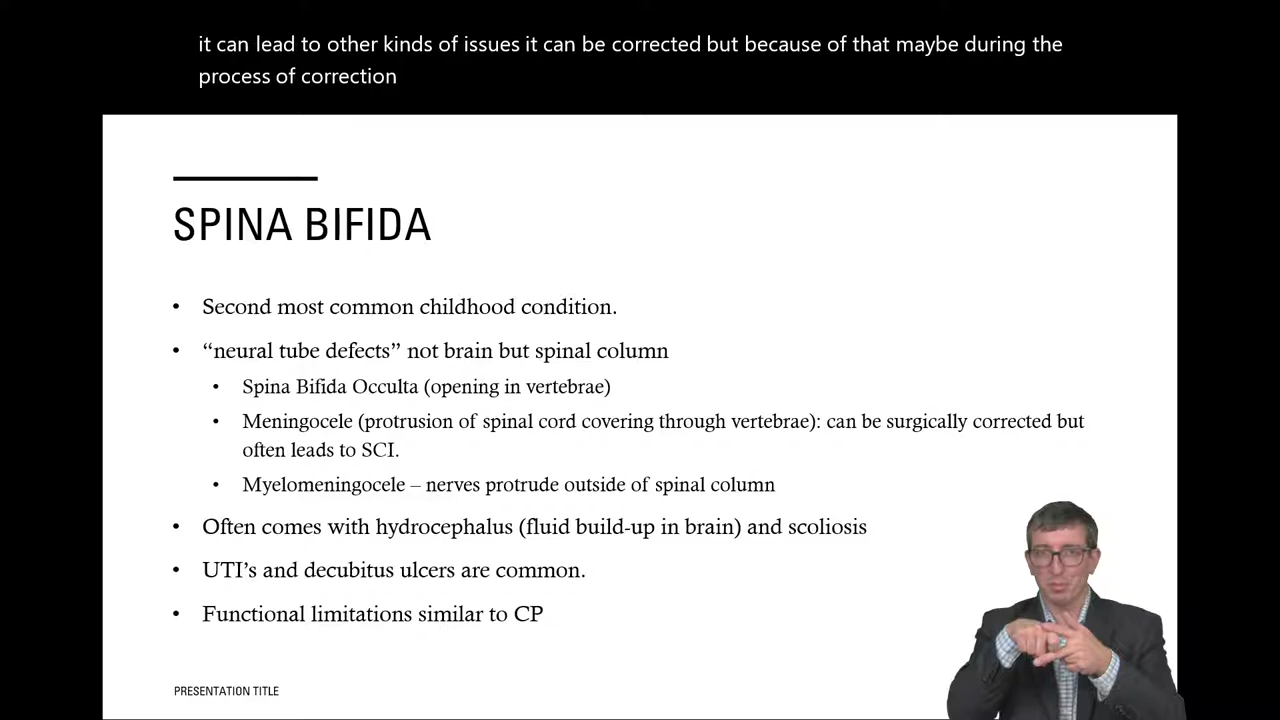 it can lead to other kinds of issues it can be corrected but because of that maybe during the
process of correction
SPINA BIFIDA
• Second most common childhood condition.
• “neural tube defects” not brain but spinal column
• Spina Bifida Occulta (opening in vertebrae)
• Meningocele (protrusion of spinal cord covering through vertebrae): can be surgically corrected but
often leads to SCI.
• Myelomeningocele – nerves protrude outside of spinal column
• Often comes with hydrocephalus (fluid build-up in brain) and scoliosis
• UTI’s and decubitus ulcers are common.
• Functional limitations similar to CP
PRESENTATION TITLE